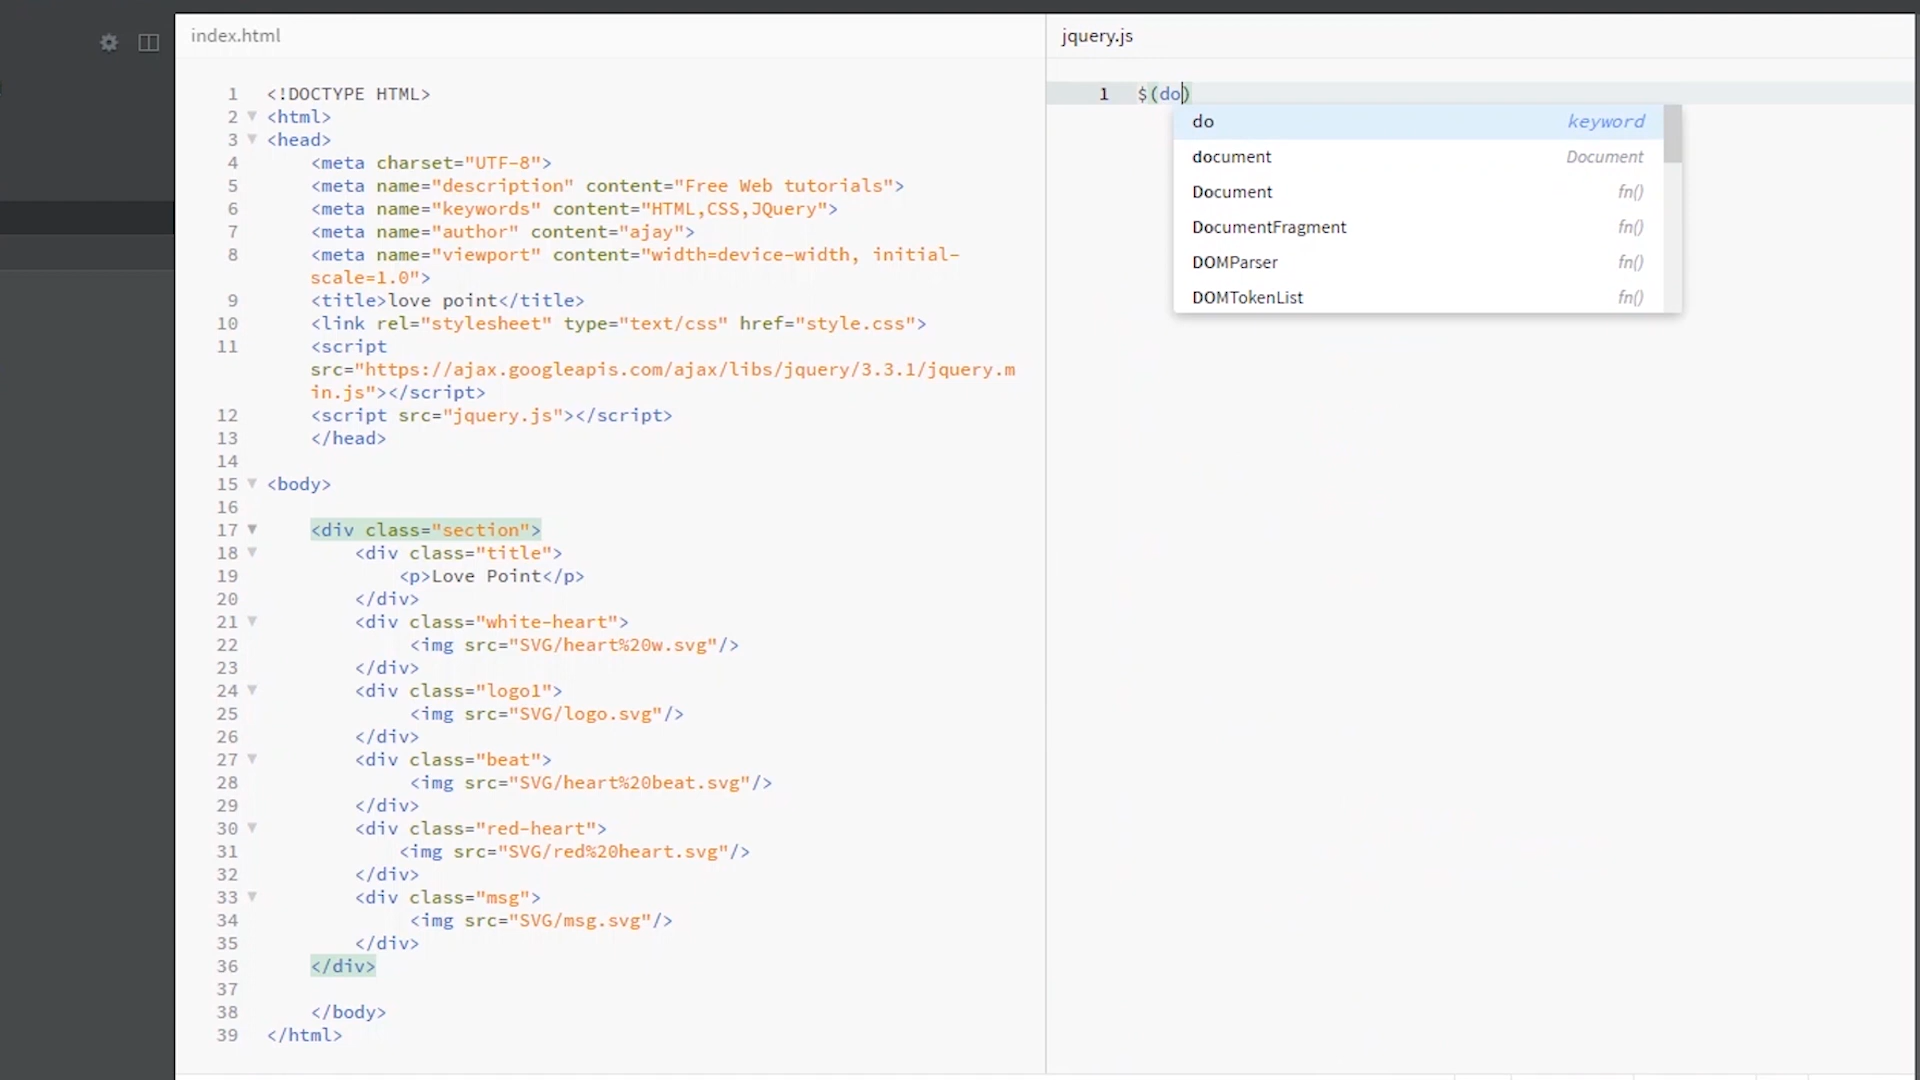 index.html
1 <!DOCTYPE HTML>
2 <html>
3 <head>
4 <meta charset="UTF-8">
5 <meta name="description" content="Free Web tutorials">
6 <meta name="keywords" content="HTML,CSS,JQuery">
7 <meta name="author" content="ajay">
8 <meta name="viewport" content="width=device-width, initial-
scale=1.0">
9 <title>love point</title>
10 <link rel="stylesheet" type="text/css" href="style.css">
11 <script
src="https://ajax.googleapis.com/ajax/libs/jquery/3.3.1/jquery.m
in.js"></script>
12 <script src="jquery.js"></script>
13 </head>
14
15 <body>
16
17 <div class="section">
18 <div class="title">
19 <p>Love Point</p>
20 </div>
21 <div class="white-heart">
22 <img src="SVG/heart%20w.svg"/>
23 </div>
24 <div class="logo1">
25 <img src="SVG/logo.svg"/>
26 </div>
27 <div class="beat">
28 <img src="SVG/heart%20beat.svg"/>
29 </div>
30 <div class="red-heart">
31 <img src="SVG/red%20heart.svg"/>
32 </div>
33 <div class="msg">
34 <img src="SVG/msg.svg"/>
35 </div>
36 </div>
37
38 </body>
39 </html>
jquery.js
1 $(do)
do keyword
document Document
Document fn()
DocumentFragment fn()
DOMParser fn()
DOMTokenList fn()